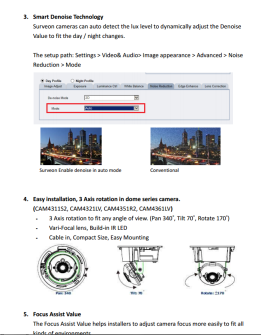 3. Smart Denoise Technology
Surveon cameras can auto detect the lux level to dynamically adjust the Denoise
Value to fit the day / night changes.
The setup path: Settings > Video& Audio> Image appearance > Advanced > Noise
Reduction > Mode
Day Profile Night Profile
Image Adjust Exposure Luminance Diff White Balance Noise Reduction Edge Enhance Lens Correction
Mode
Surveon Enable denoise in auto mode Conventional
4. Easy Installation, 3 Axis rotation in dome series camera.
(CAM4311S2, CAM4321LV, CAM4351R2, CAM4361LV)
- 3 Axis rotation to fit any angle of view. (Pan 340˚, Tilt 70˚, Rotate 170˚)
- Vari-Focal lens, Build-in IR LED
- Cable in, Compact Size, Easy Mounting
Pan: 340 Tilt: 70 Rotate: 170
5. Focus Assist Value
The Focus Assist Value helps installers to adjust camera focus more easily to fit all
kinds of environments